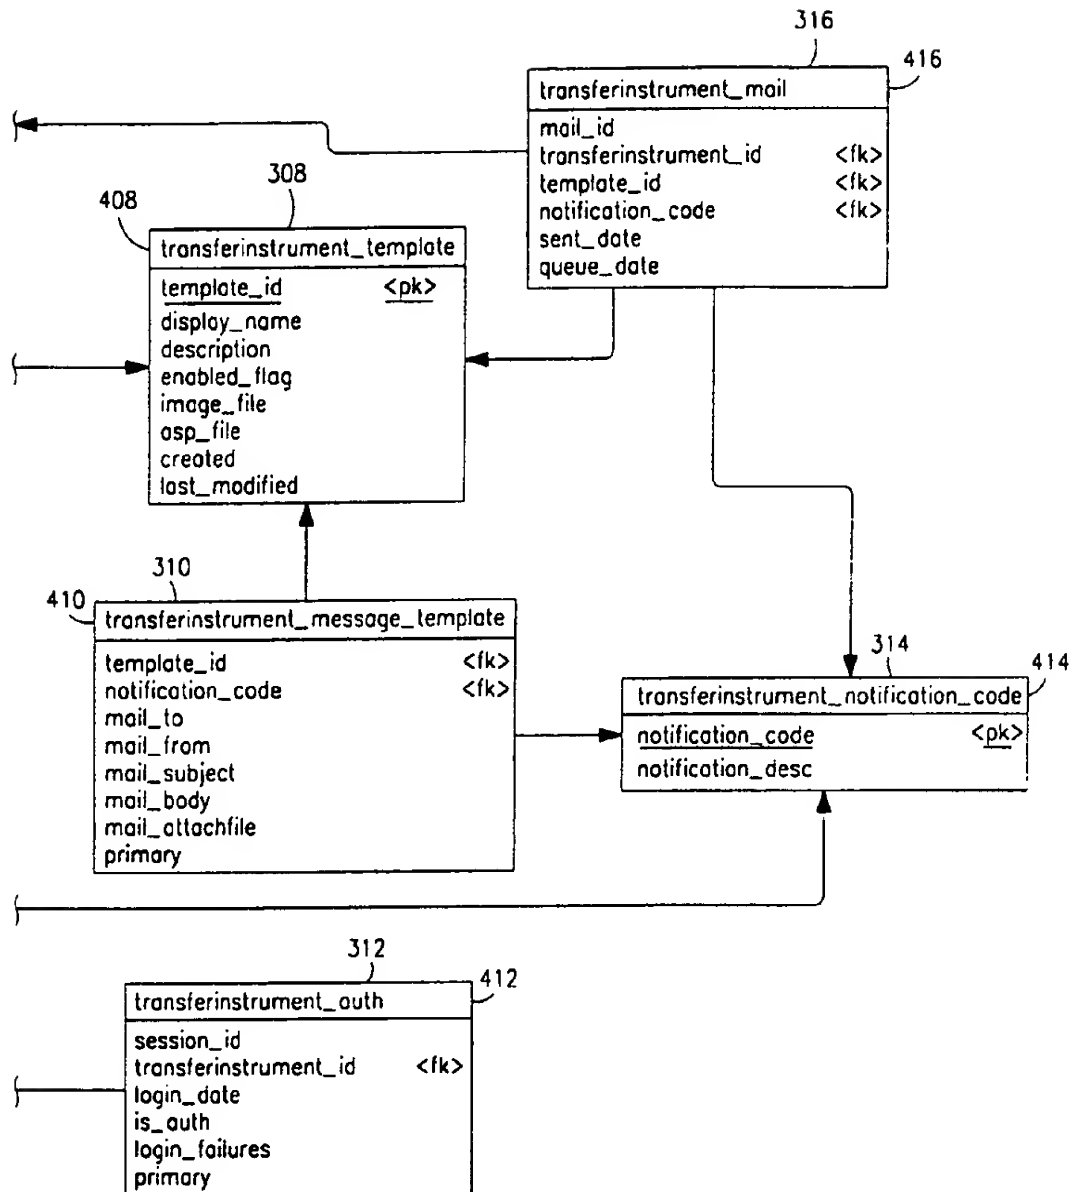 316
416
transferinstrument_mail
mail_id
transferinstrument_id <fk>
template_id <fk>
notification_code <fk>
sent_date
queue_date
308
408
transferinstrument_template
template_id <pk>
display_name
description
enabled_flag
image_file
asp_file
created
last_modified
310
410
transferinstrument_message_template
template_id <fk>
notification_code <fk>
mail_to
mail_from
mail_subject
mail_body
mail_attachfile
primary
314
414
transferinstrument_notification_code
notification_code <pk>
notification_desc
312
412
transferinstrument_auth
session_id
transferinstrument_id <fk>
login_date
is_auth
login_failures
primary